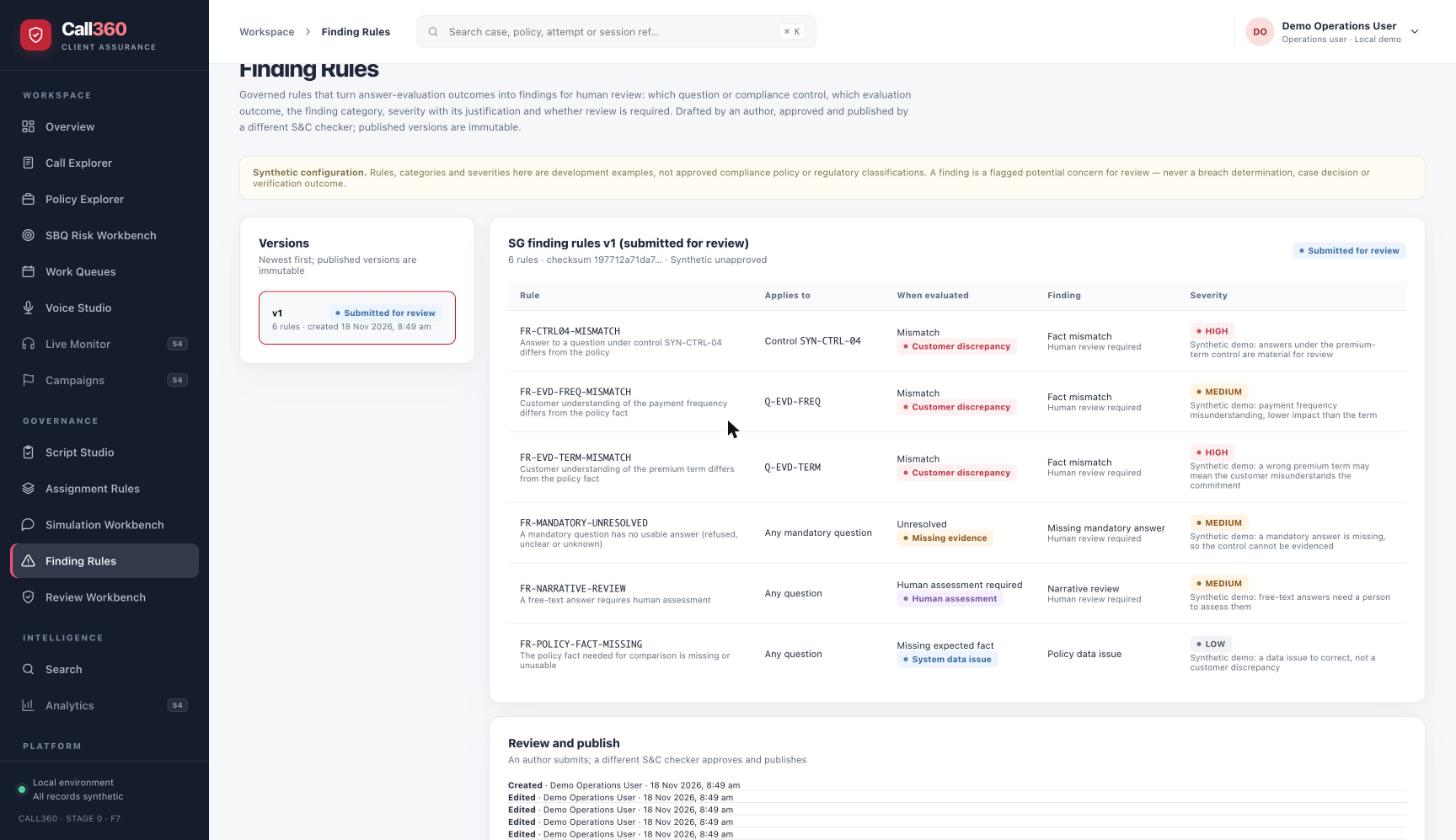 Call360
CLIENT ASSURANCE
WORKSPACE
Overview
Call Explorer
Policy Explorer
SBQ Risk Workbench
Work Queues
Voice Studio
Live Monitor S4
Campaigns S4
GOVERNANCE
Script Studio
Assignment Rules
Simulation Workbench
Finding Rules
Review Workbench
INTELLIGENCE
Search
Analytics S4
PLATFORM
Local environment
All records synthetic
CALL360 · STAGE 0 · F7
Workspace > Finding Rules
Search case, policy, attempt or session ref... ⌘ K
DO
Demo Operations User
Operations user · Local demo
Finding Rules
Governed rules that turn answer-evaluation outcomes into findings for human review: which question or compliance control, which evaluation
outcome, the finding category, severity with its justification and whether review is required. Drafted by an author, approved and published by
a different S&C checker; published versions are immutable.
Synthetic configuration. Rules, categories and severities here are development examples, not approved compliance policy or regulatory classifications. A finding is a flagged potential concern for review — never a breach determination, case decision or
verification outcome.
Versions
Newest first; published versions are
immutable
v1 Submitted for review
6 rules · created 18 Nov 2026, 8:49 am
SG finding rules v1 (submitted for review)
6 rules · checksum 197712a71da7... · Synthetic unapproved
Submitted for review
Rule Applies to When evaluated Finding Severity
FR-CTRL04-MISMATCH
Answer to a question under control SYN-CTRL-04
differs from the policy
Control SYN-CTRL-04
Mismatch
Customer discrepancy
Fact mismatch
Human review required
HIGH
Synthetic demo: answers under the premium-
term control are material for review
FR-EVD-FREQ-MISMATCH
Customer understanding of the payment frequency
differs from the policy fact
Q-EVD-FREQ
Mismatch
Customer discrepancy
Fact mismatch
Human review required
MEDIUM
Synthetic demo: payment frequency
misunderstanding, lower impact than the term
FR-EVD-TERM-MISMATCH
Customer understanding of the premium term differs
from the policy fact
Q-EVD-TERM
Mismatch
Customer discrepancy
Fact mismatch
Human review required
HIGH
Synthetic demo: a wrong premium term may
mean the customer misunderstands the
commitment
FR-MANDATORY-UNRESOLVED
A mandatory question has no usable answer (refused,
unclear or unknown)
Any mandatory question
Unresolved
Missing evidence
Missing mandatory answer
Human review required
MEDIUM
Synthetic demo: a mandatory answer is missing,
so the control cannot be evidenced
FR-NARRATIVE-REVIEW
A free-text answer requires human assessment
Any question
Human assessment required
Human assessment
Narrative review
Human review required
MEDIUM
Synthetic demo: free-text answers need a person
to assess them
FR-POLICY-FACT-MISSING
The policy fact needed for comparison is missing or
unusable
Any question
Missing expected fact
System data issue
Policy data issue
LOW
Synthetic demo: a data issue to correct, not a
customer discrepancy
Review and publish
An author submits; a different S&C checker approves and publishes
Created · Demo Operations User · 18 Nov 2026, 8:49 am
Edited · Demo Operations User · 18 Nov 2026, 8:49 am
Edited · Demo Operations User · 18 Nov 2026, 8:49 am
Edited · Demo Operations User · 18 Nov 2026, 8:49 am
Edited · Demo Operations User · 18 Nov 2026, 8:49 am